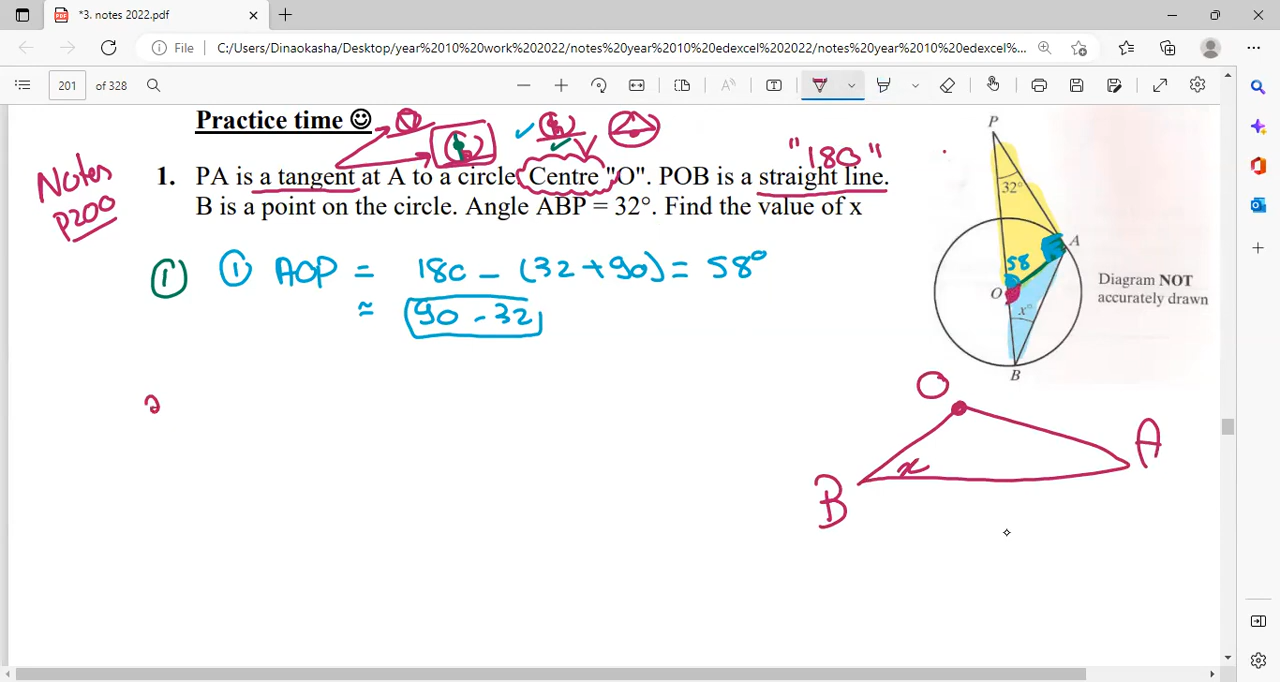 *3. notes 2022.pdf
File C:/Users/Dinaokasha/Desktop/year%2010%20work%202022/notes%20year%2010%20edexcel%202022/notes%20year%2010%20edexcel...
201 of 328
Practice time ☺
"180"
Notes
P200
1. PA is a tangent at A to a circle Centre "O". POB is a straight line.
B is a point on the circle. Angle ABP = 32°. Find the value of x
① ① AOP = 180 - (32+90) = 58°
≈ 90 - 32
2
P
32°
A
58
O
x°
B
Diagram NOT
accurately drawn
O
A
x
B